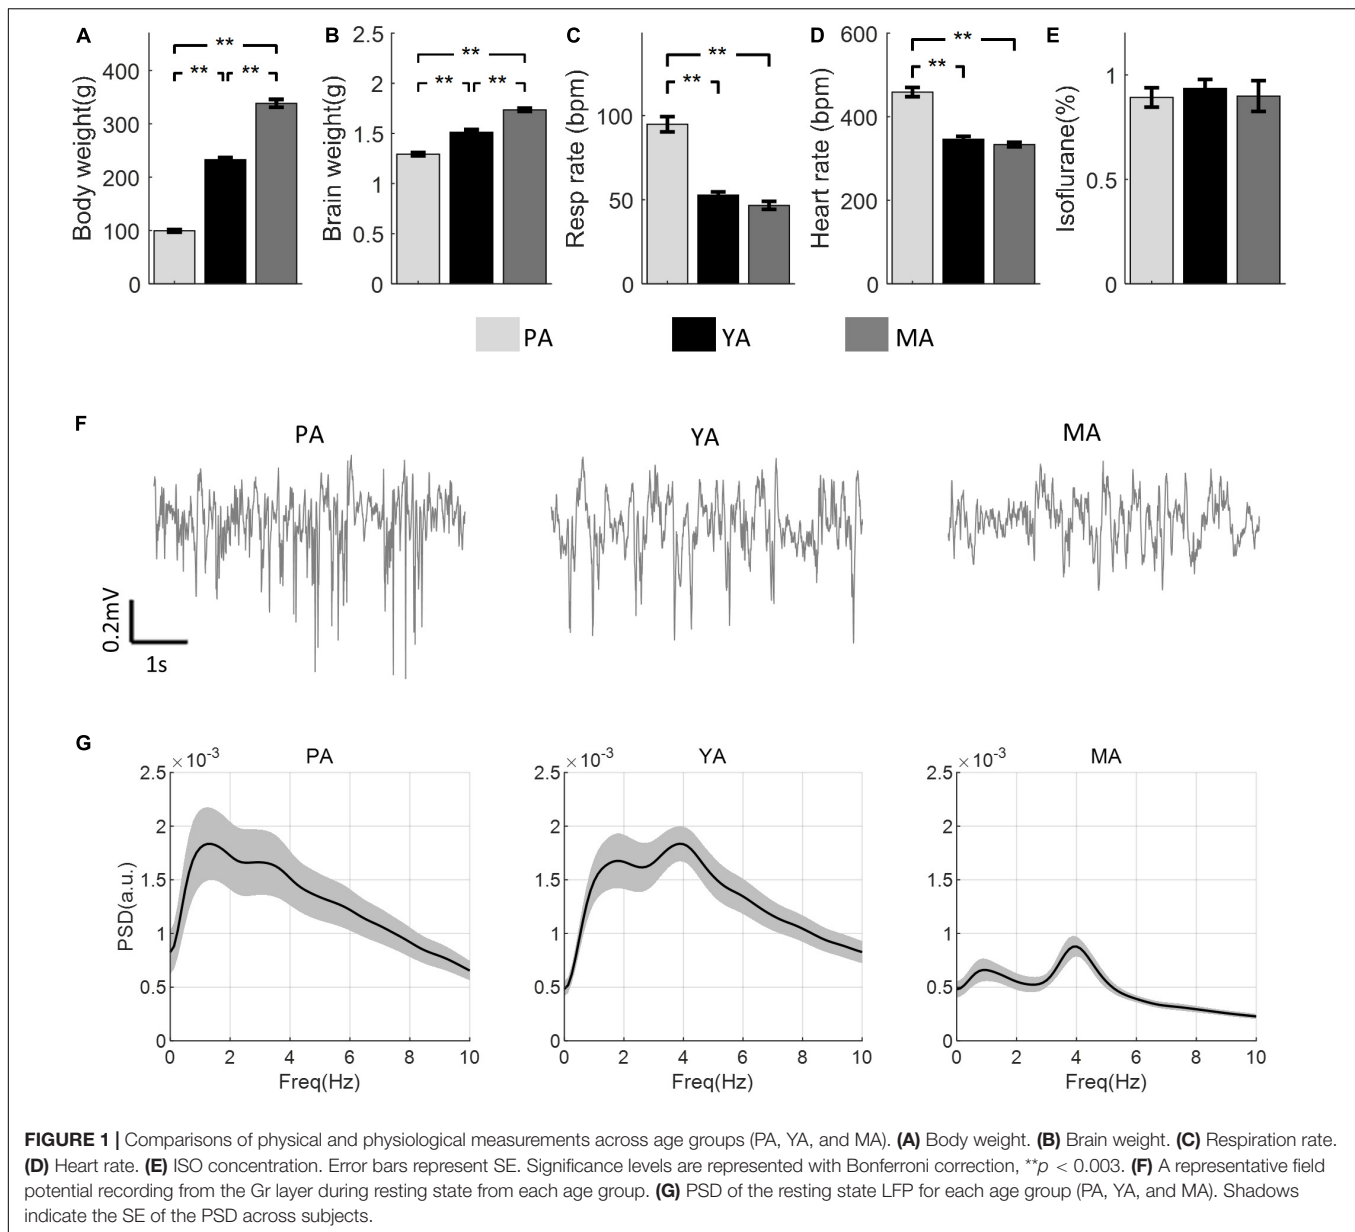 A
Body weight(g)
400
300
200
100
0
**
** **
B
Brain weight(g)
2.5
2
1.5
1
0.5
0
**
** **
C
Resp rate (bpm)
100
50
0
**
**
D
Heart rate (bpm)
600
400
200
0
**
**
E
Isoflurane(%)
1
0.5
0
PA YA MA
F
PA YA MA
0.2mV
1s
G
PA
×10-3
2.5
2
1.5
1
0.5
0
PSD(a.u.)
0 2 4 6 8 10
Freq(Hz)
YA
×10-3
2.5
2
1.5
1
0.5
0
0 2 4 6 8 10
Freq(Hz)
MA
×10-3
2.5
2
1.5
1
0.5
0
0 2 4 6 8 10
Freq(Hz)
FIGURE 1 | Comparisons of physical and physiological measurements across age groups (PA, YA, and MA). (A) Body weight. (B) Brain weight. (C) Respiration rate.
(D) Heart rate. (E) ISO concentration. Error bars represent SE. Significance levels are represented with Bonferroni correction, **p < 0.003. (F) A representative field
potential recording from the Gr layer during resting state from each age group. (G) PSD of the resting state LFP for each age group (PA, YA, and MA). Shadows
indicate the SE of the PSD across subjects.